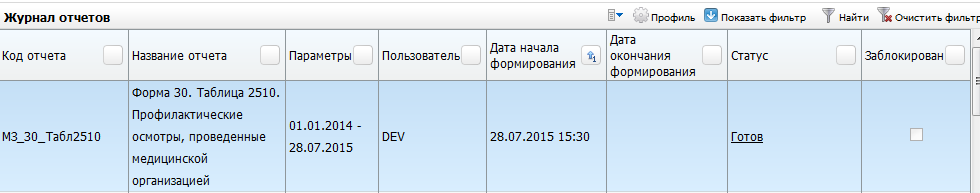 Журнал отчетов
Профиль
Показать фильтр
Найти
Очистить фильтр
Код отчета
Название отчета
Параметры
Пользователь
Дата начала
формирования
1
Дата
окончания
формирования
Статус
Заблокирован
МЗ_30_Табл2510
Форма 30. Таблица 2510.
Профилактические
осмотры, проведенные
медицинской
организацией
01.01.2014 -
28.07.2015
DEV
28.07.2015 15:30
Готов